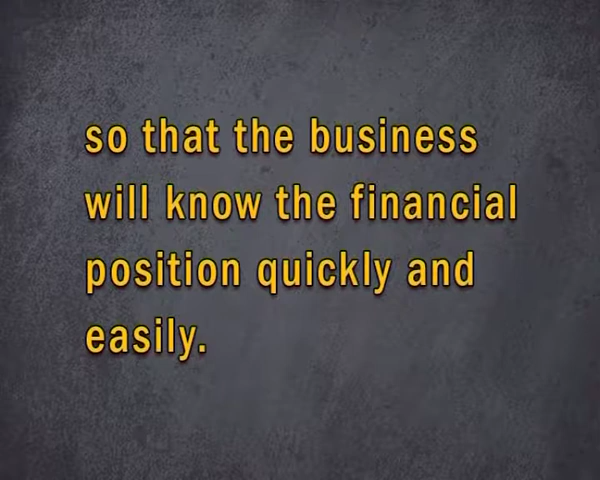 so that the business
will know the financial
position quickly and
easily.